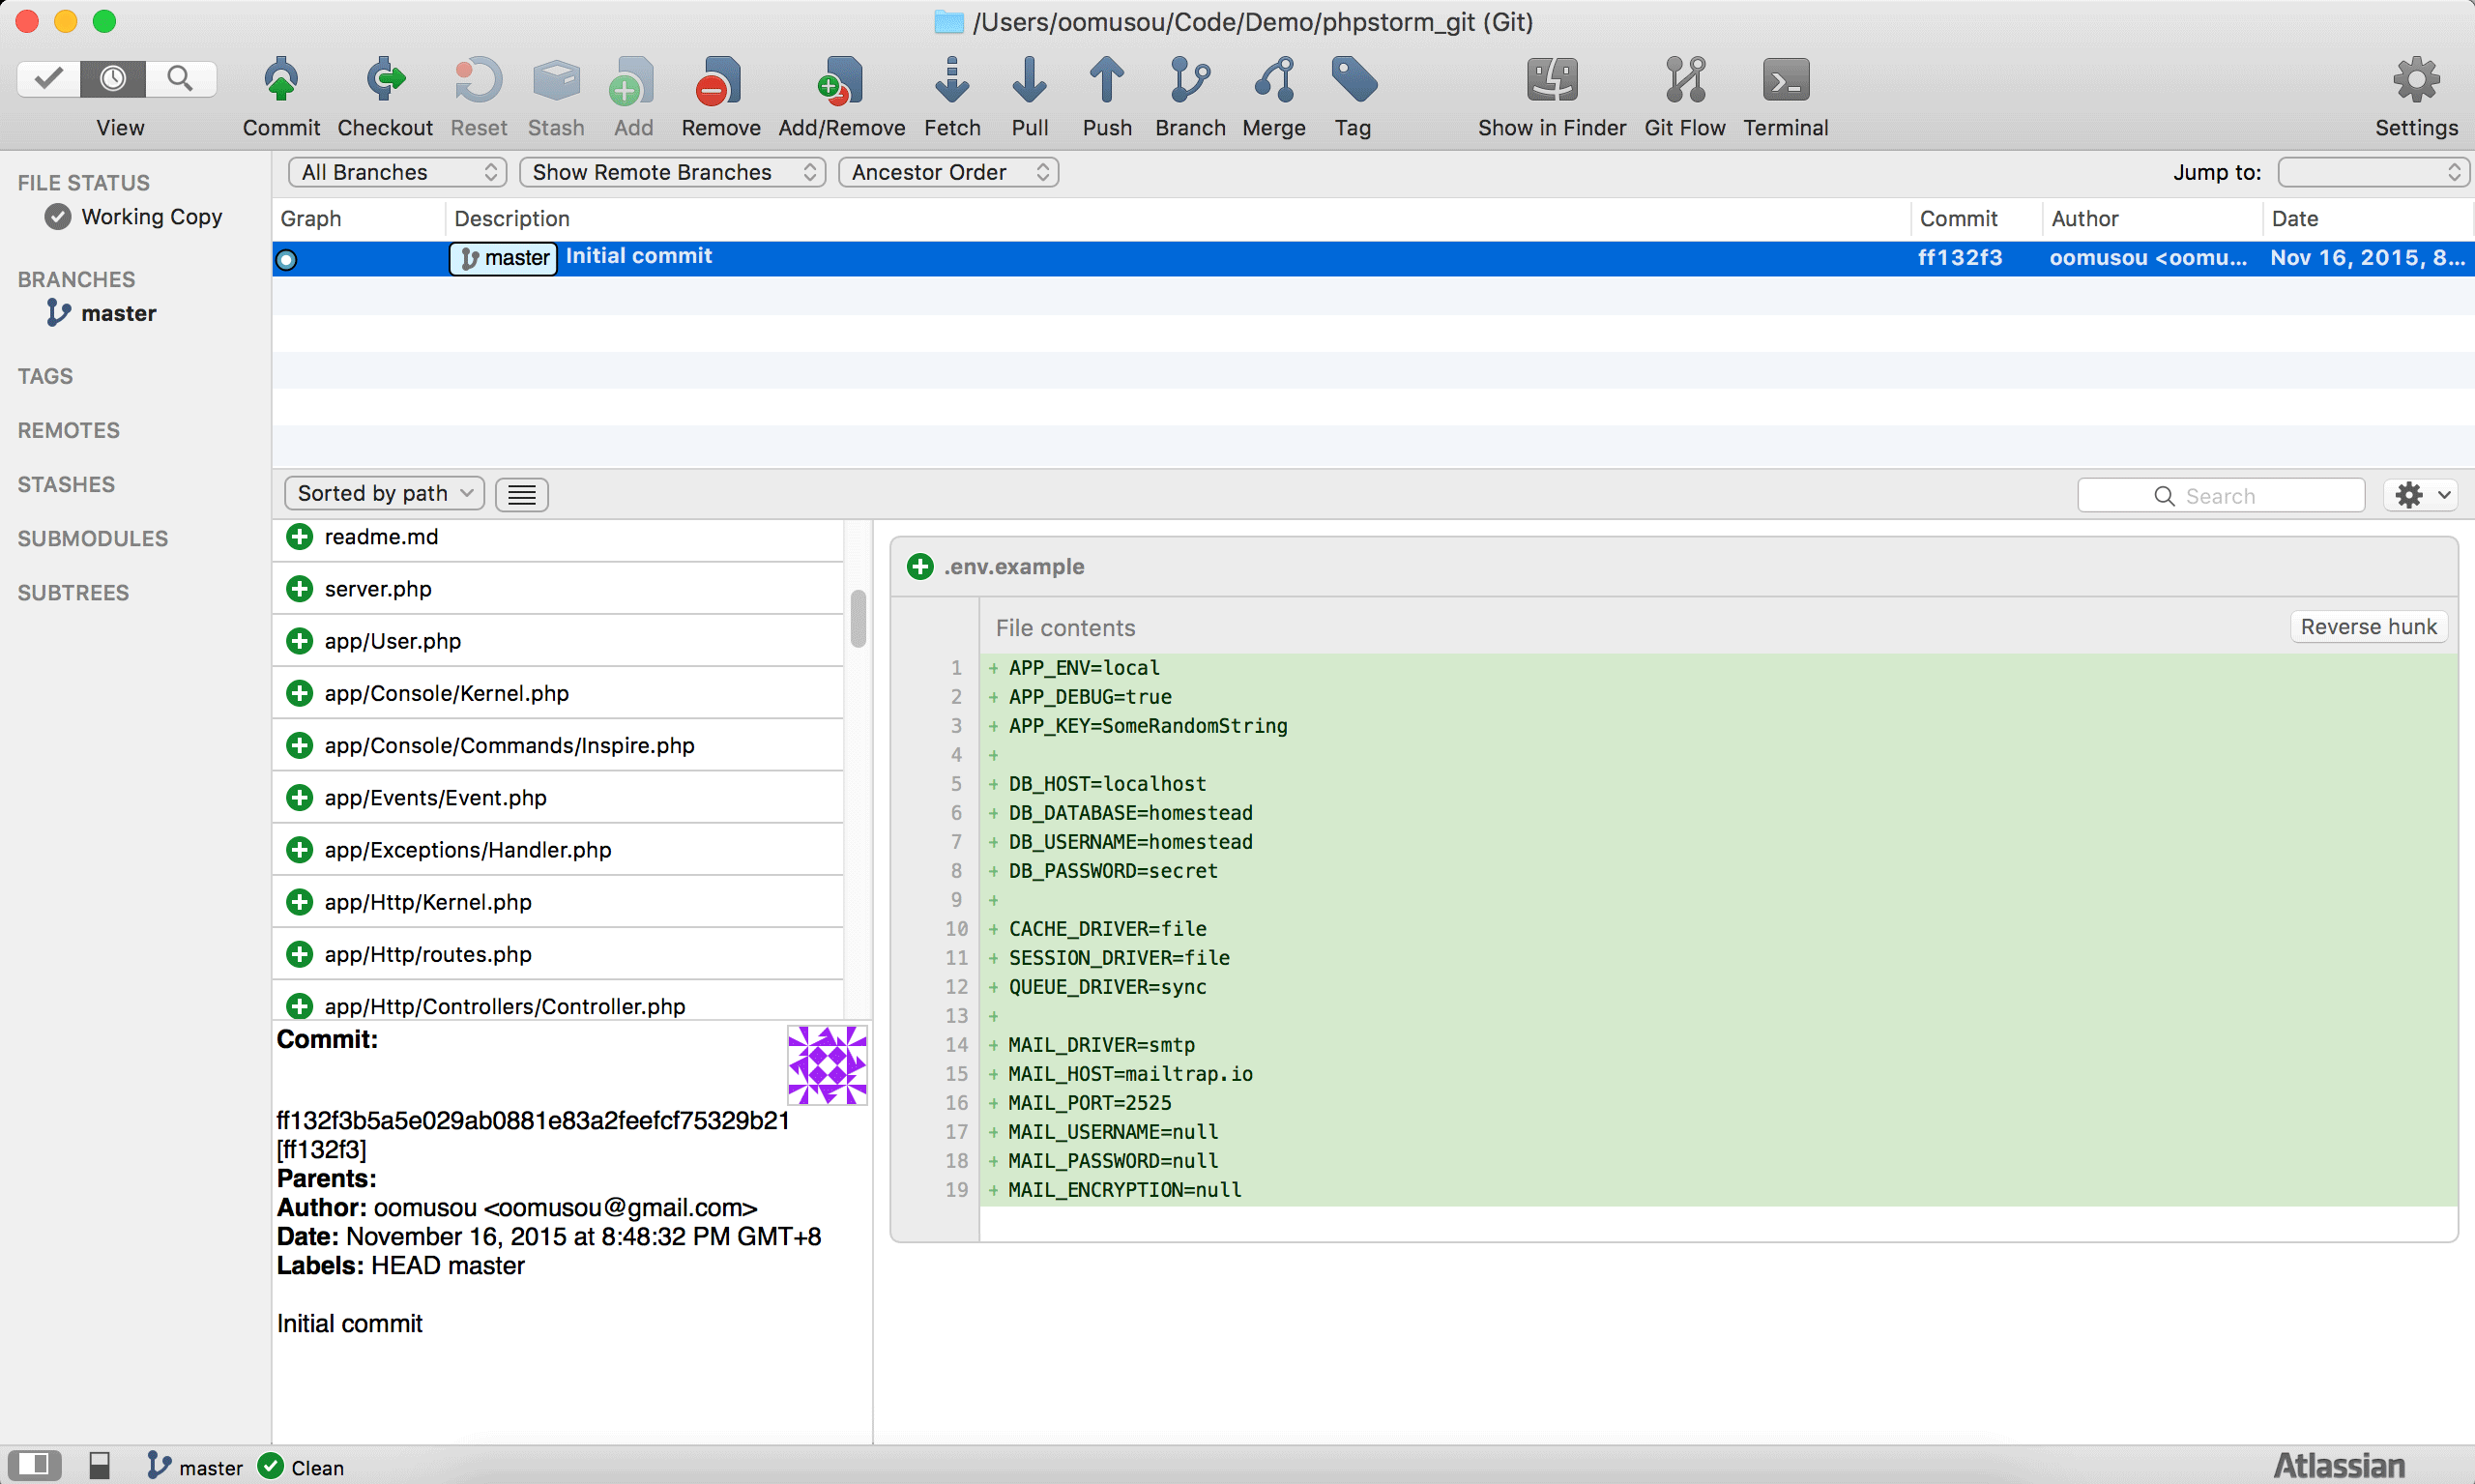 /Users/oomusou/Code/Demo/phpstorm_git (Git)
View Commit Checkout Reset Stash Add Remove Add/Remove Fetch Pull Push Branch Merge Tag Show in Finder Git Flow Terminal Settings
FILE STATUS
Working Copy
BRANCHES
master
TAGS
REMOTES
STASHES
SUBMODULES
SUBTREES
All Branches Show Remote Branches Ancestor Order Jump to:
Graph Description Commit Author Date
master Initial commit ff132f3 oomusou <oomu... Nov 16, 2015, 8...
Sorted by path Search
readme.md
server.php
app/User.php
app/Console/Kernel.php
app/Console/Commands/Inspire.php
app/Events/Event.php
app/Exceptions/Handler.php
app/Http/Kernel.php
app/Http/routes.php
app/Http/Controllers/Controller.php
Commit:
ff132f3b5a5e029ab0881e83a2feefcf75329b21
[ff132f3]
Parents:
Author: oomusou <oomusou@gmail.com>
Date: November 16, 2015 at 8:48:32 PM GMT+8
Labels: HEAD master
Initial commit
.env.example
File contents Reverse hunk
1 + APP_ENV=local
2 + APP_DEBUG=true
3 + APP_KEY=SomeRandomString
4 +
5 + DB_HOST=localhost
6 + DB_DATABASE=homestead
7 + DB_USERNAME=homestead
8 + DB_PASSWORD=secret
9 +
10 + CACHE_DRIVER=file
11 + SESSION_DRIVER=file
12 + QUEUE_DRIVER=sync
13 +
14 + MAIL_DRIVER=smtp
15 + MAIL_HOST=mailtrap.io
16 + MAIL_PORT=2525
17 + MAIL_USERNAME=null
18 + MAIL_PASSWORD=null
19 + MAIL_ENCRYPTION=null
master Clean Atlassian